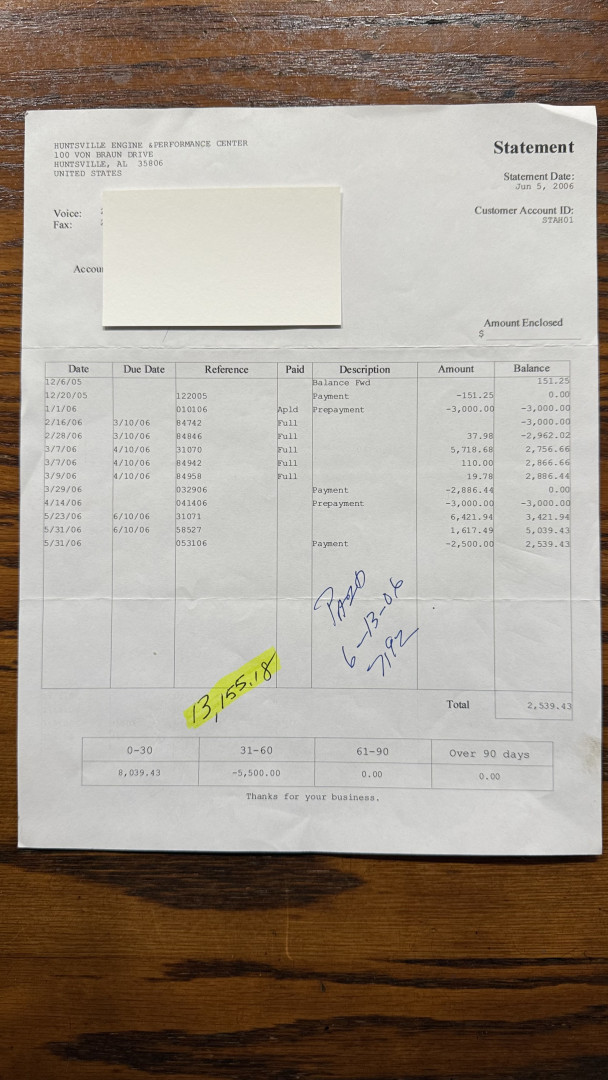 HUNTSVILLE ENGINE &PERFORMANCE CENTER
100 VON BRAUN DRIVE
HUNTSVILLE, AL 35806
UNITED STATES
Statement
Statement Date:
Jun 5, 2006
Voice:
Fax:
Customer Account ID:
STAH01
Accou
Amount Enclosed
$
Date Due Date Reference Paid Description Amount Balance
12/6/05 Balance Fwd 151.25
12/20/05 122005 Payment -151.25 0.00
1/1/06 010106 Apld Prepayment -3,000.00 -3,000.00
2/16/06 3/10/06 84742 Full -3,000.00
2/28/06 3/10/06 84846 Full 37.98 -2,962.02
3/7/06 4/10/06 31070 Full 5,718.68 2,756.66
3/7/06 4/10/06 84942 Full 110.00 2,866.66
3/9/06 4/10/06 84958 Full 19.78 2,886.44
3/29/06 032906 Payment -2,886.44 0.00
4/14/06 041406 Prepayment -3,000.00 -3,000.00
5/23/06 6/10/06 31071 6,421.94 3,421.94
5/31/06 6/10/06 58527 1,617.49 5,039.43
5/31/06 053106 Payment -2,500.00 2,539.43
PAID
6-13-06
7192
13,155.18
Total 2,539.43
0-30 31-60 61-90 Over 90 days
8,039.43 -5,500.00 0.00 0.00
Thanks for your business.